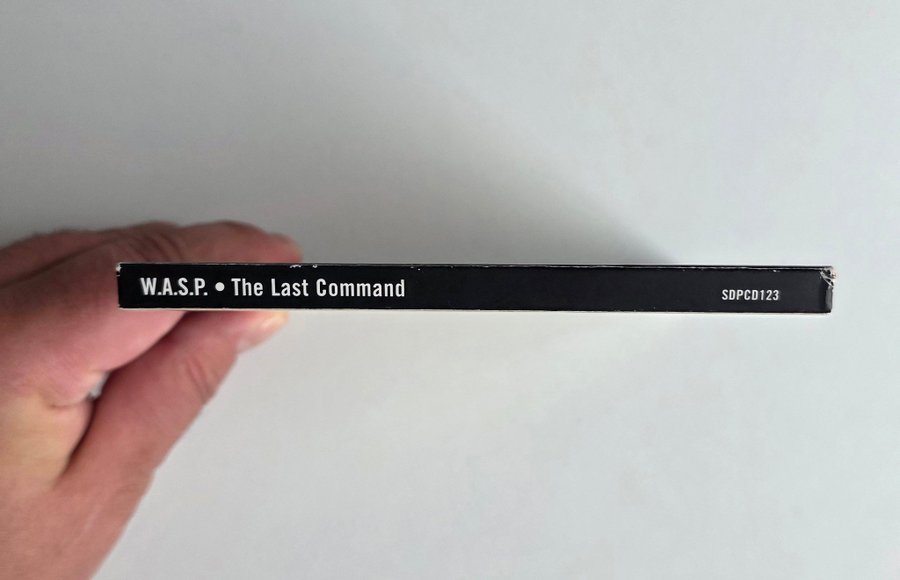 W.A.S.P. • The Last Command SDPCD123